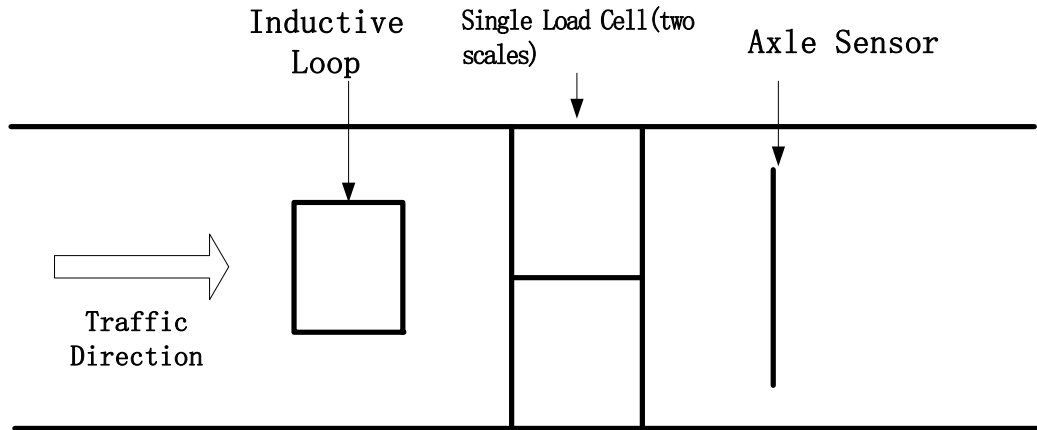 Inductive
Loop
Single Load Cell(two
scales)
Axle Sensor
Traffic
Direction